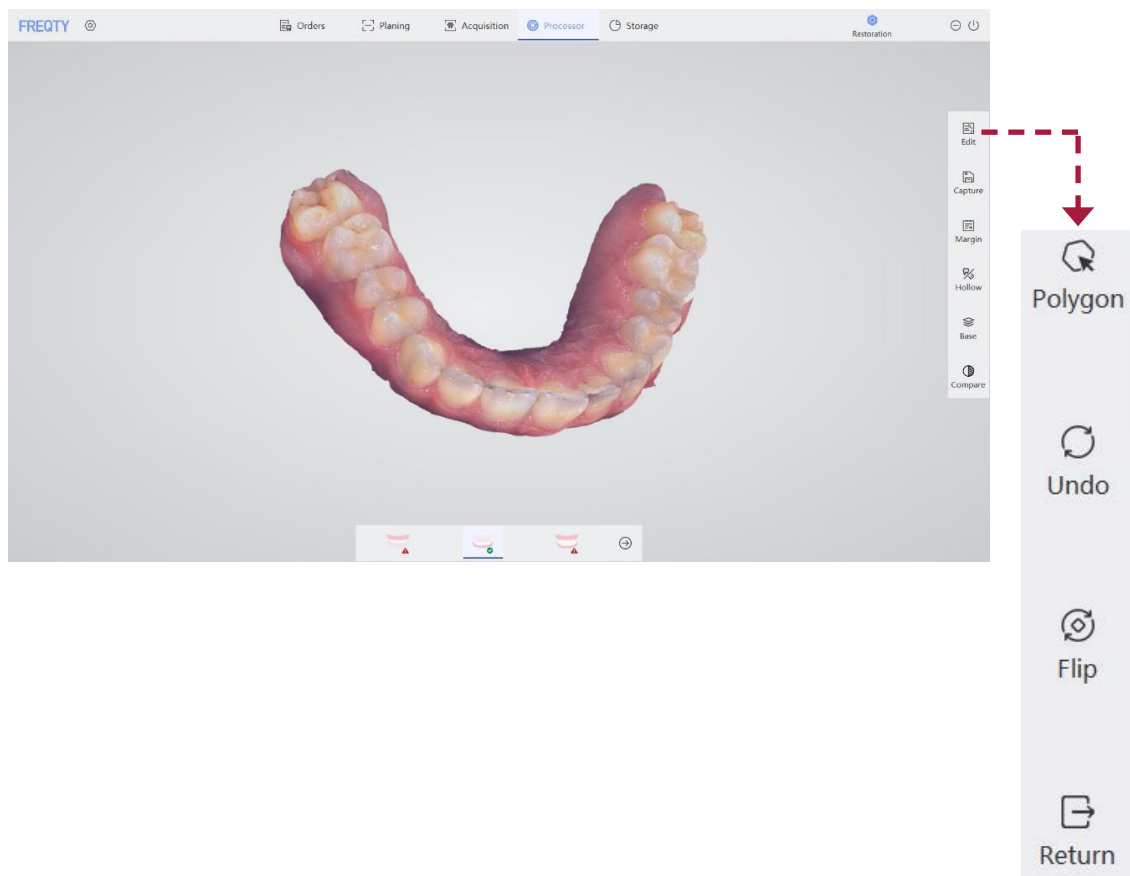 FREQTY
Orders
Planing
Acquisition
Processor
Storage
Restoration
Edit
Capture
Margin
Hollow
Base
Compare
Polygon
Undo
Flip
Return